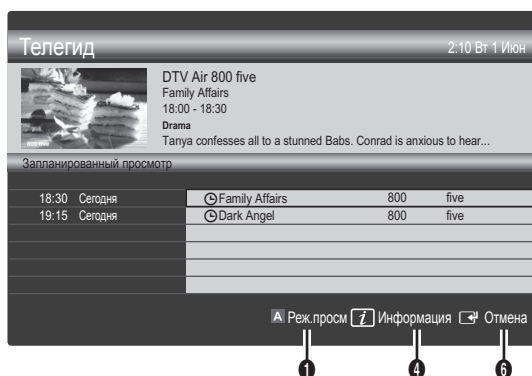 Телегид 2:10 Вт 1 Июн
DTV Air 800 five
Family Affairs
18:00 - 18:30
Drama
Tanya confesses all to a stunned Babs. Conrad is anxious to hear...
800 five
Запланированный просмотр
18:30 Сегодня Family Affairs 800 five
19:15 Сегодня Dark Angel 800 five
A Реж.просм i Информация Отмена
1 4 6